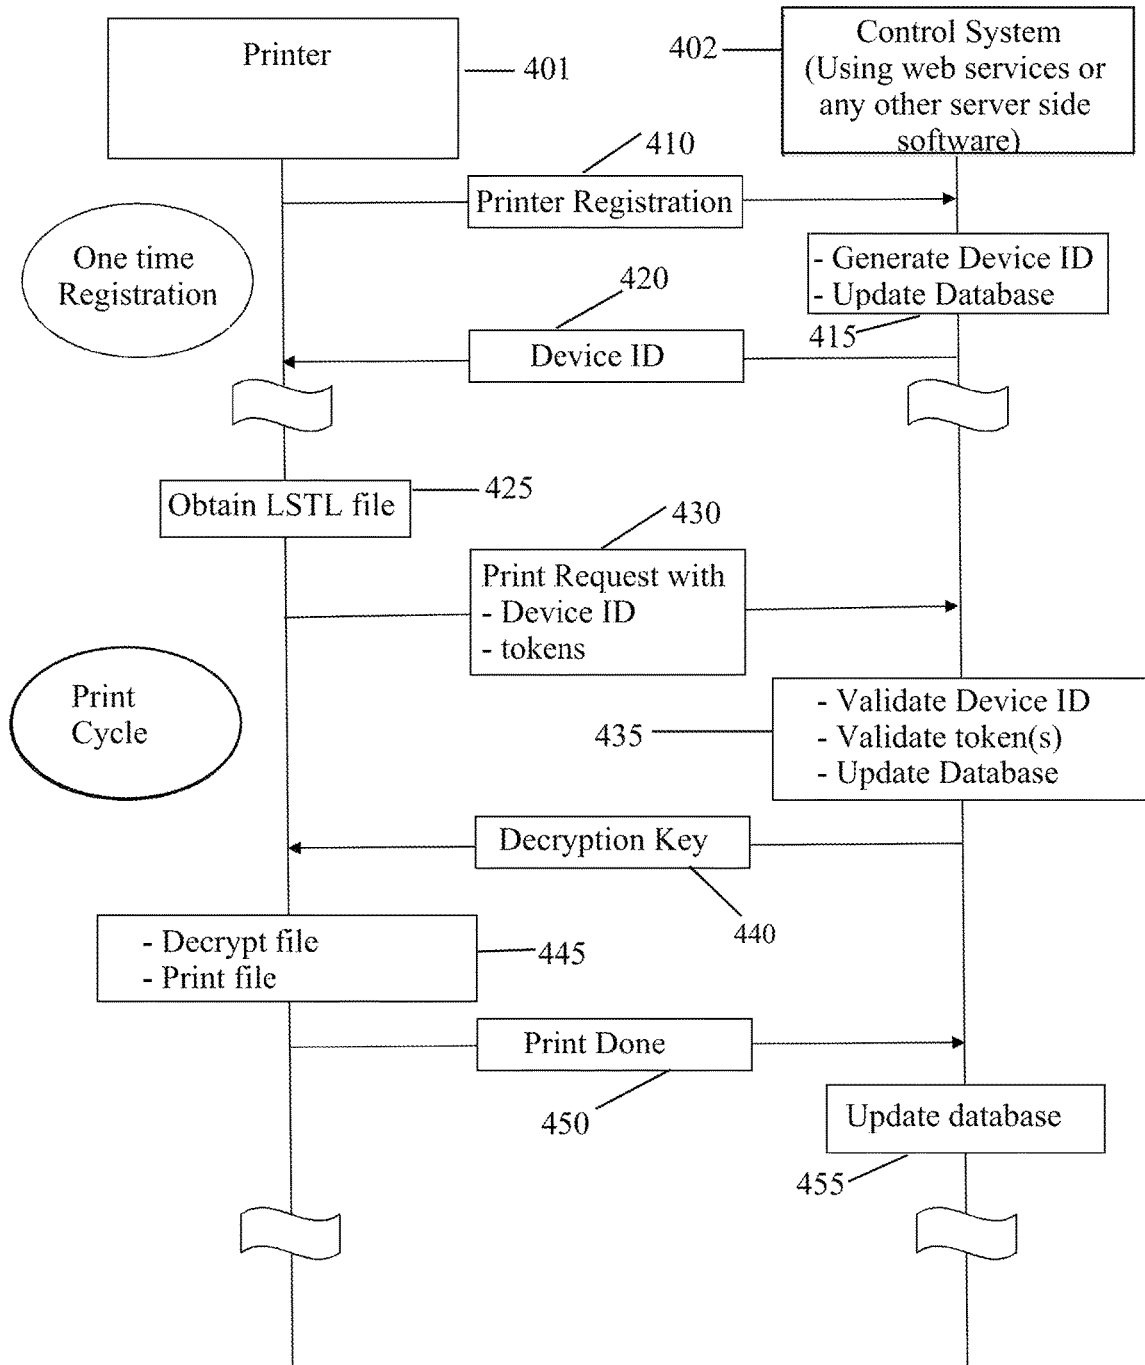 Printer
401
402
Control System
(Using web services or
any other server side
software)
410
Printer Registration
One time
Registration
- Generate Device ID
- Update Database
415
420
Device ID
Obtain LSTL file
425
430
Print Request with
- Device ID
- tokens
Print
Cycle
435
- Validate Device ID
- Validate token(s)
- Update Database
Decryption Key
440
- Decrypt file
- Print file
445
Print Done
450
Update database
455